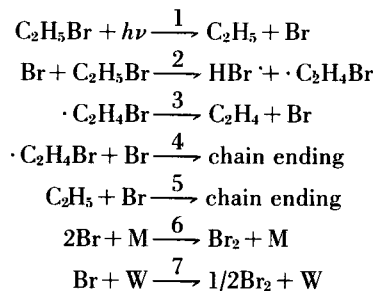 C₂H₅Br + hν —1→ C₂H₅ + Br
Br + C₂H₅Br —2→ HBr + ·C₂H₄Br
·C₂H₄Br —3→ C₂H₄ + Br
·C₂H₄Br + Br —4→ chain ending
C₂H₅ + Br —5→ chain ending
2Br + M —6→ Br₂ + M
Br + W —7→ 1/2Br₂ + W